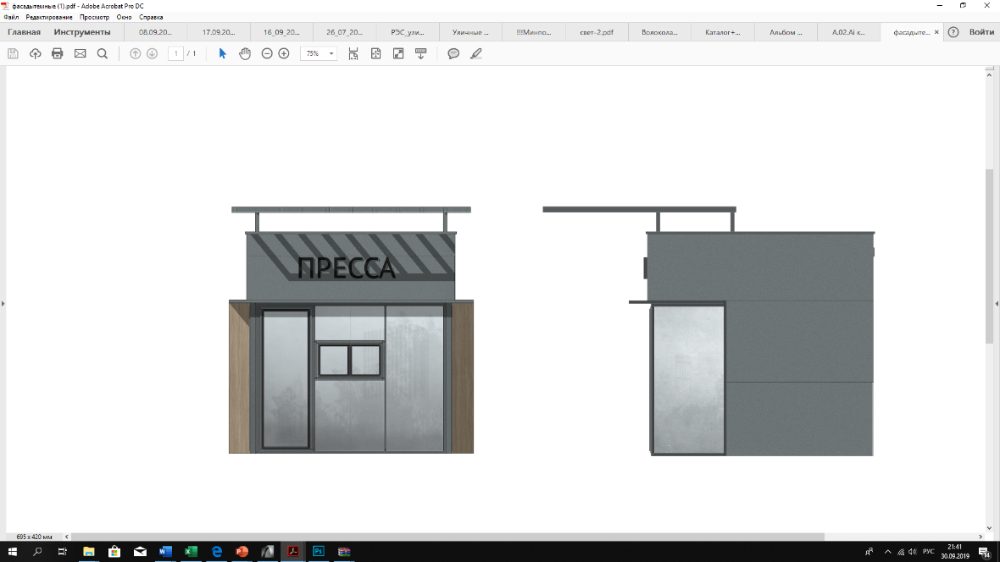 фасадытемные (1).pdf - Adobe Acrobat Pro DC
Файл Редактирование Просмотр Окно Справка
Главная Инструменты 08.09.20... 17.09.20... 16_09_20... 26_07_20... РЭС_ули... Уличные ... !!!Минпо... свет-2.pdf Волокола... Каталог+... Альбом ... A.02.Ai к... фасадыте... × ? Войти
1 / 1 75%
ПРЕССА
695 x 420 мм
РУС 21:41
30.09.2019 14